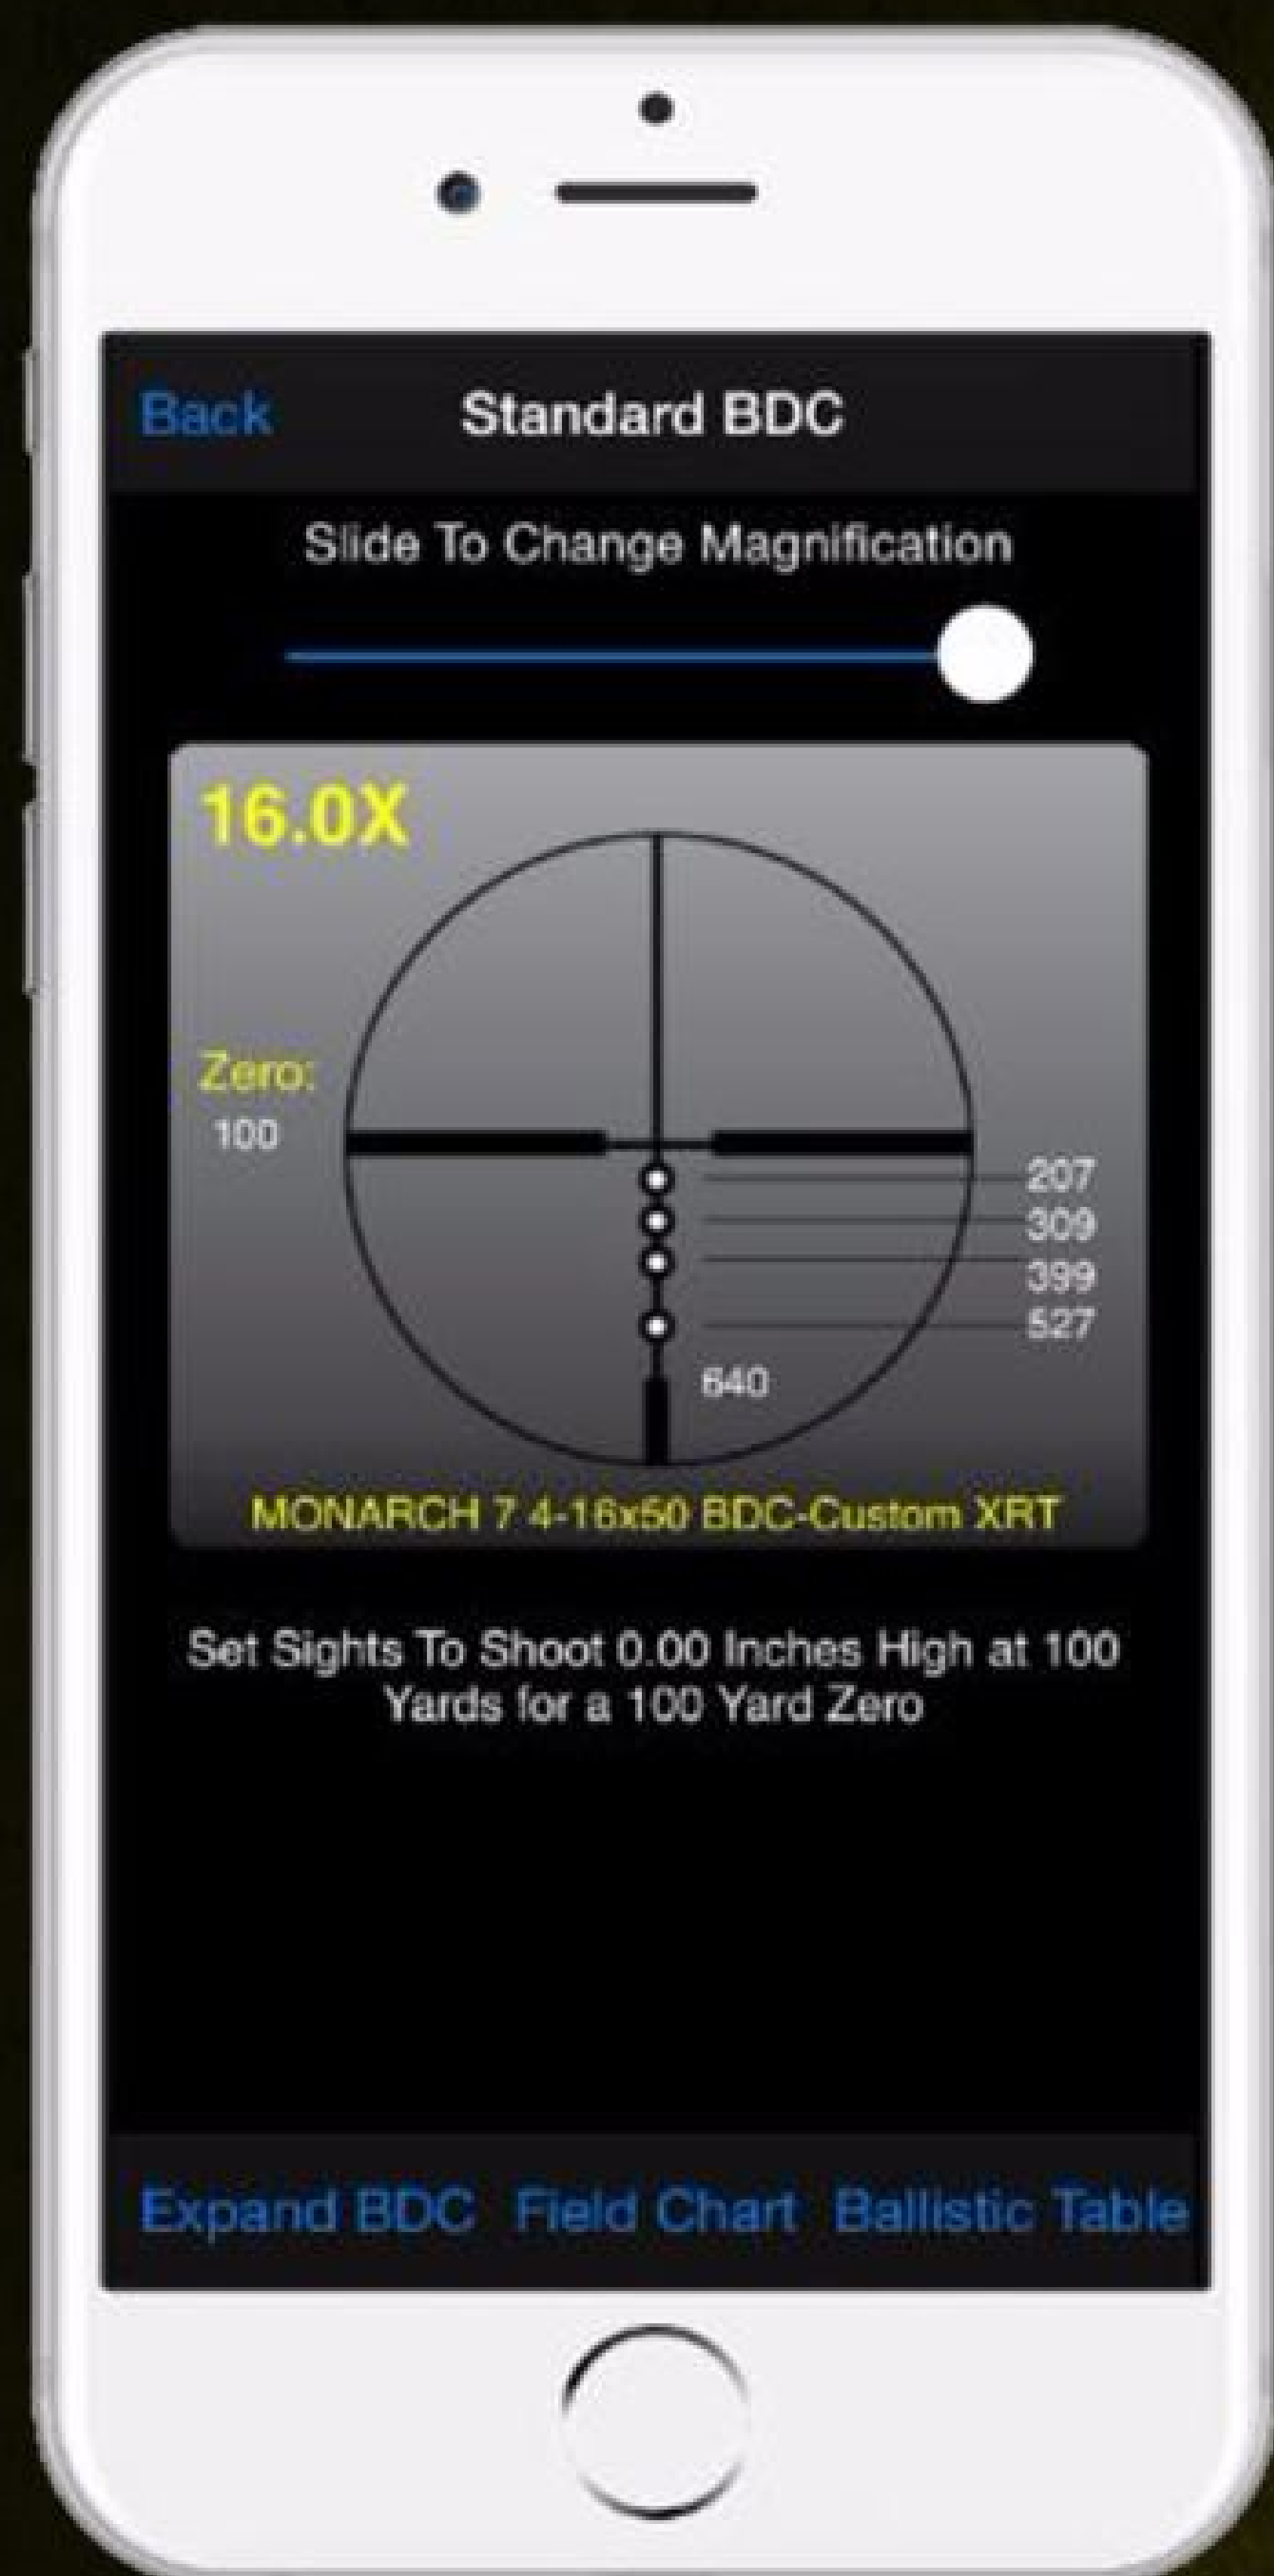 Back
Standard BDC
Slide To Change Magnification
16.0X
Zero:
100
207
309
399
527
640
MONARCH 7 4-16x50 BDC-Custom XRT
Set Sights To Shoot 0.00 Inches High at 100
Yards for a 100 Yard Zero
Expand BDC Field Chart Ballistic Table